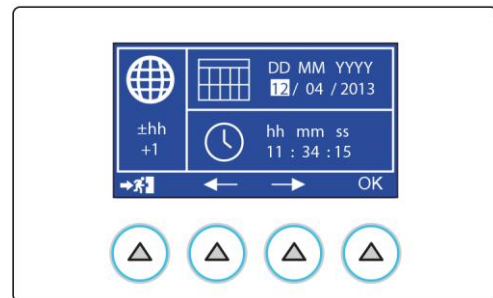 DD MM YYYY
12 / 04 / 2013
±hh
+1
hh mm ss
11 : 34 : 15
OK